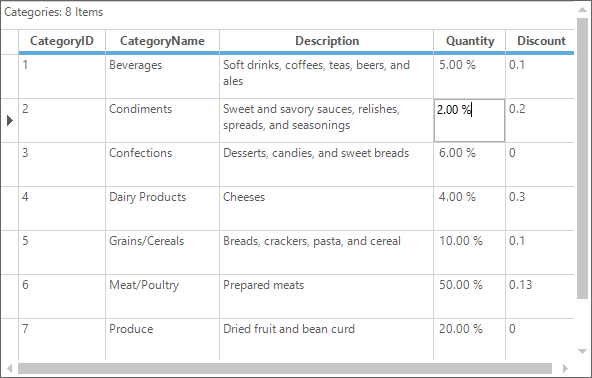 Categories: 8 Items
CategoryID CategoryName Description Quantity Discount
1 Beverages Soft drinks, coffees, teas, beers, and 5.00 % 0.1
ales
2 Condiments Sweet and savory sauces, relishes, 2.00 % 0.2
spreads, and seasonings
3 Confections Desserts, candies, and sweet breads 6.00 % 0
4 Dairy Products Cheeses 4.00 % 0.3
5 Grains/Cereals Breads, crackers, pasta, and cereal 10.00 % 0.1
6 Meat/Poultry Prepared meats 50.00 % 0.13
7 Produce Dried fruit and bean curd 20.00 % 0